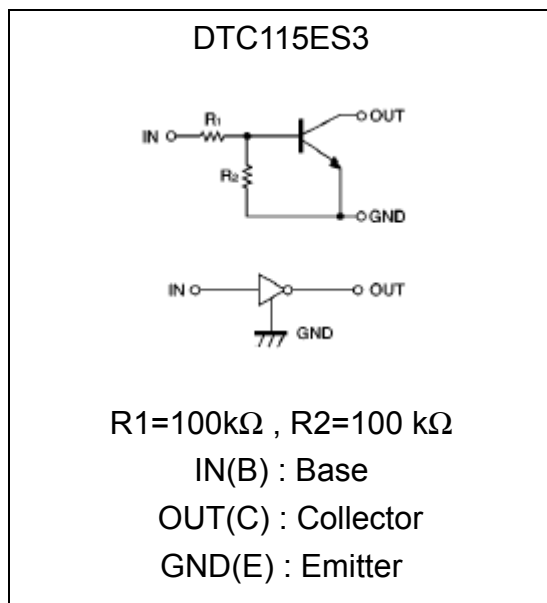 DTC115ES3
OUT
R1
IN
R2
GND
IN OUT
GND
R1=100kΩ , R2=100 kΩ
IN(B) : Base
OUT(C) : Collector
GND(E) : Emitter